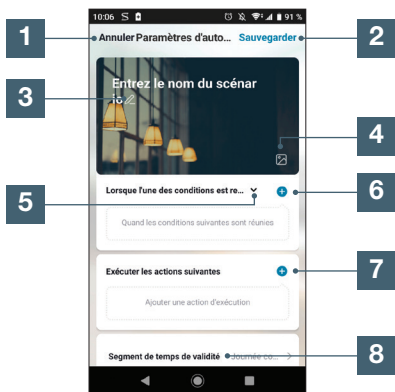 10:06 S 91 %
1
Annuler Paramètres d'auto... Sauvegarder
2
3
Entrez le nom du scénar
io
4
5
Lorsque l'une des conditions est re...
6
Quand les conditions suivantes sont réunies
Exécuter les actions suivantes
7
Ajouter une action d'exécution
Segment de temps de validité Journée co... >
8